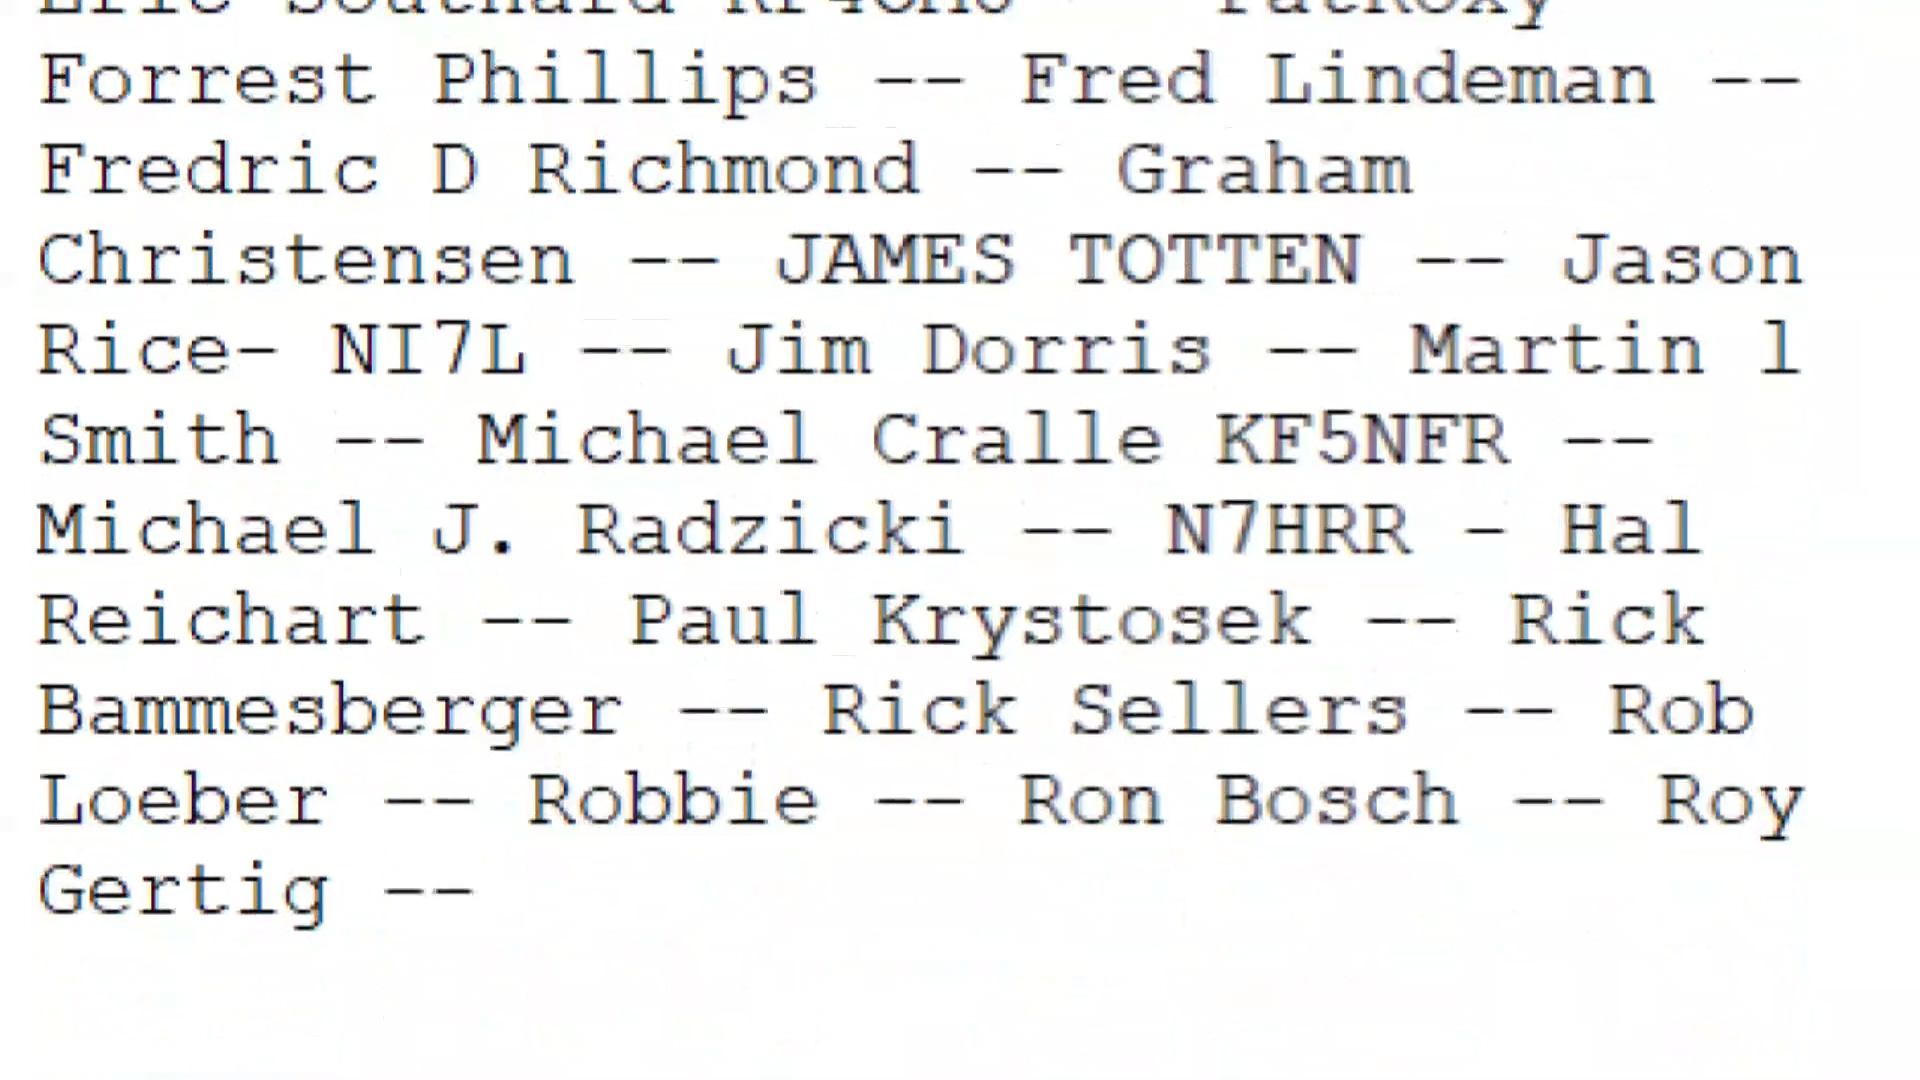 Forrest Phillips -- Fred Lindeman --
Fredric D Richmond -- Graham
Christensen -- JAMES TOTTEN -- Jason
Rice- NI7L -- Jim Dorris -- Martin l
Smith -- Michael Cralle KF5NFR --
Michael J. Radzicki -- N7HRR - Hal
Reichart -- Paul Krystosek -- Rick
Bammesberger -- Rick Sellers -- Rob
Loeber -- Robbie -- Ron Bosch -- Roy
Gertig --